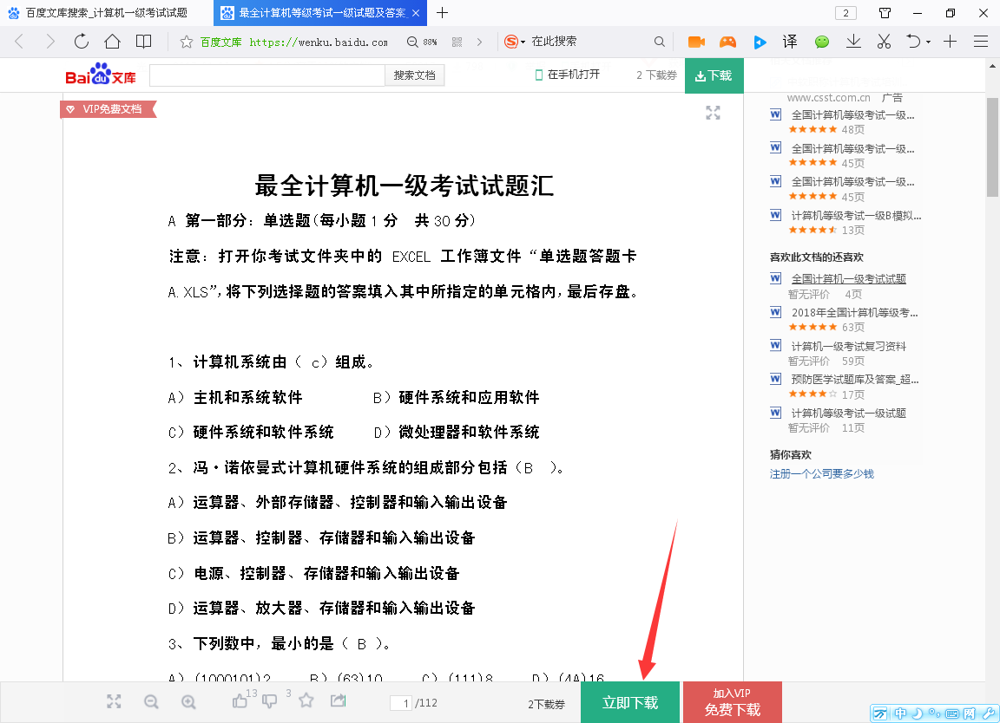 百度文库搜索_计算机一级考试试题
最全计算机等级考试一级试题及答案_
2
百度文库 https://wenku.baidu.com
88%
在此搜索
译
Bai du 文库
搜索文档
在手机打开
2 下载券
下载
VIP免费文档
www.csst.com.cn 广告
全国计算机等级考试一级...
48页
全国计算机等级考试一级...
45页
全国计算机等级考试一级...
45页
计算机等级考试一级B模拟...
13页
喜欢此文档的还喜欢
全国计算机一级考试试题
暂无评价 4页
2018年全国计算机等级考...
63页
计算机一级考试复习资料
暂无评价 59页
预防医学试题库及答案_超...
17页
计算机等级考试一级试题
暂无评价 11页
猜你喜欢
注册一个公司要多少钱
最全计算机一级考试试题汇
A 第一部分：单选题(每小题 1 分 共 30 分)
注意：打开你考试文件夹中的 EXCEL 工作簿文件“单选题答题卡
A.XLS”,将下列选择题的答案填入其中所指定的单元格内,最后存盘。
1、计算机系统由（ c）组成。
A）主机和系统软件 B）硬件系统和应用软件
C）硬件系统和软件系统 D）微处理器和软件系统
2、冯·诺依曼式计算机硬件系统的组成部分包括（B ）。
A）运算器、外部存储器、控制器和输入输出设备
B）运算器、控制器、存储器和输入输出设备
C）电源、控制器、存储器和输入输出设备
D）运算器、放大器、存储器和输入输出设备
3、下列数中，最小的是（ B ）。
A）(1000101)2 B）(63)10 C）(111)8 D）(4A)16
13
3
1 /112
2下载券
立即下载
加入VIP
免费下载
中
网